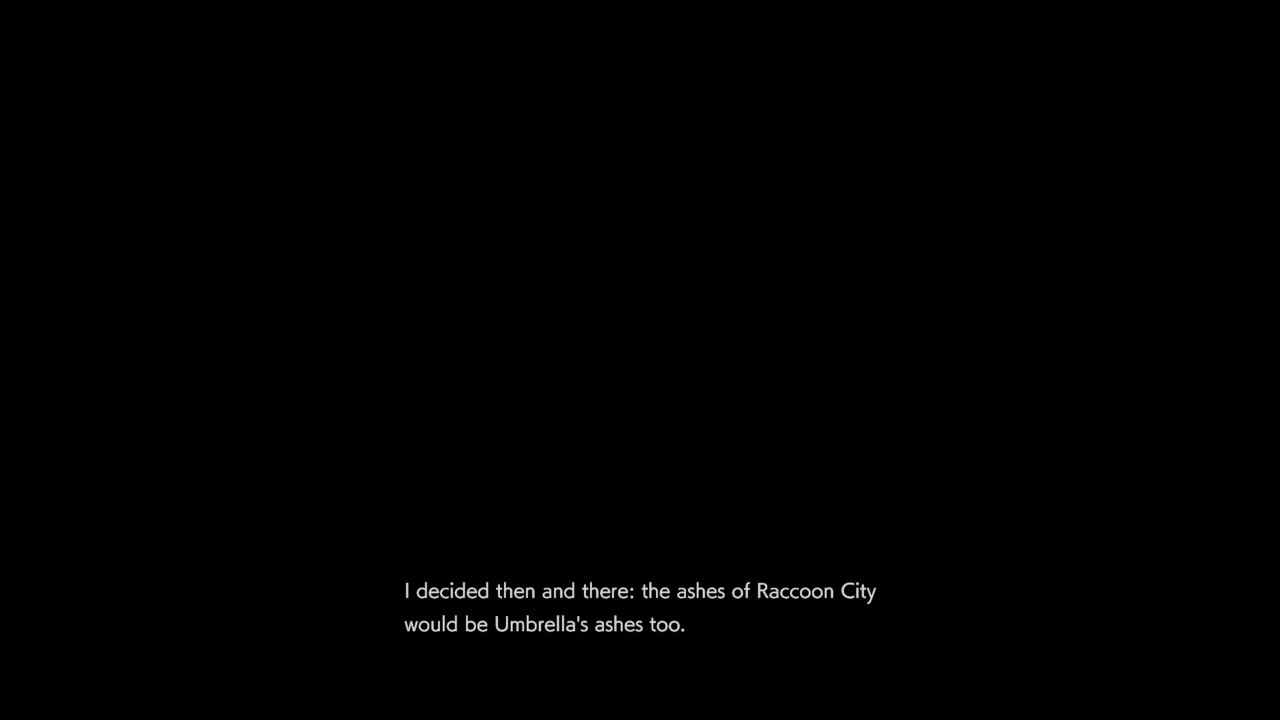 I decided then and there: the ashes of Raccoon City
would be Umbrella's ashes too.